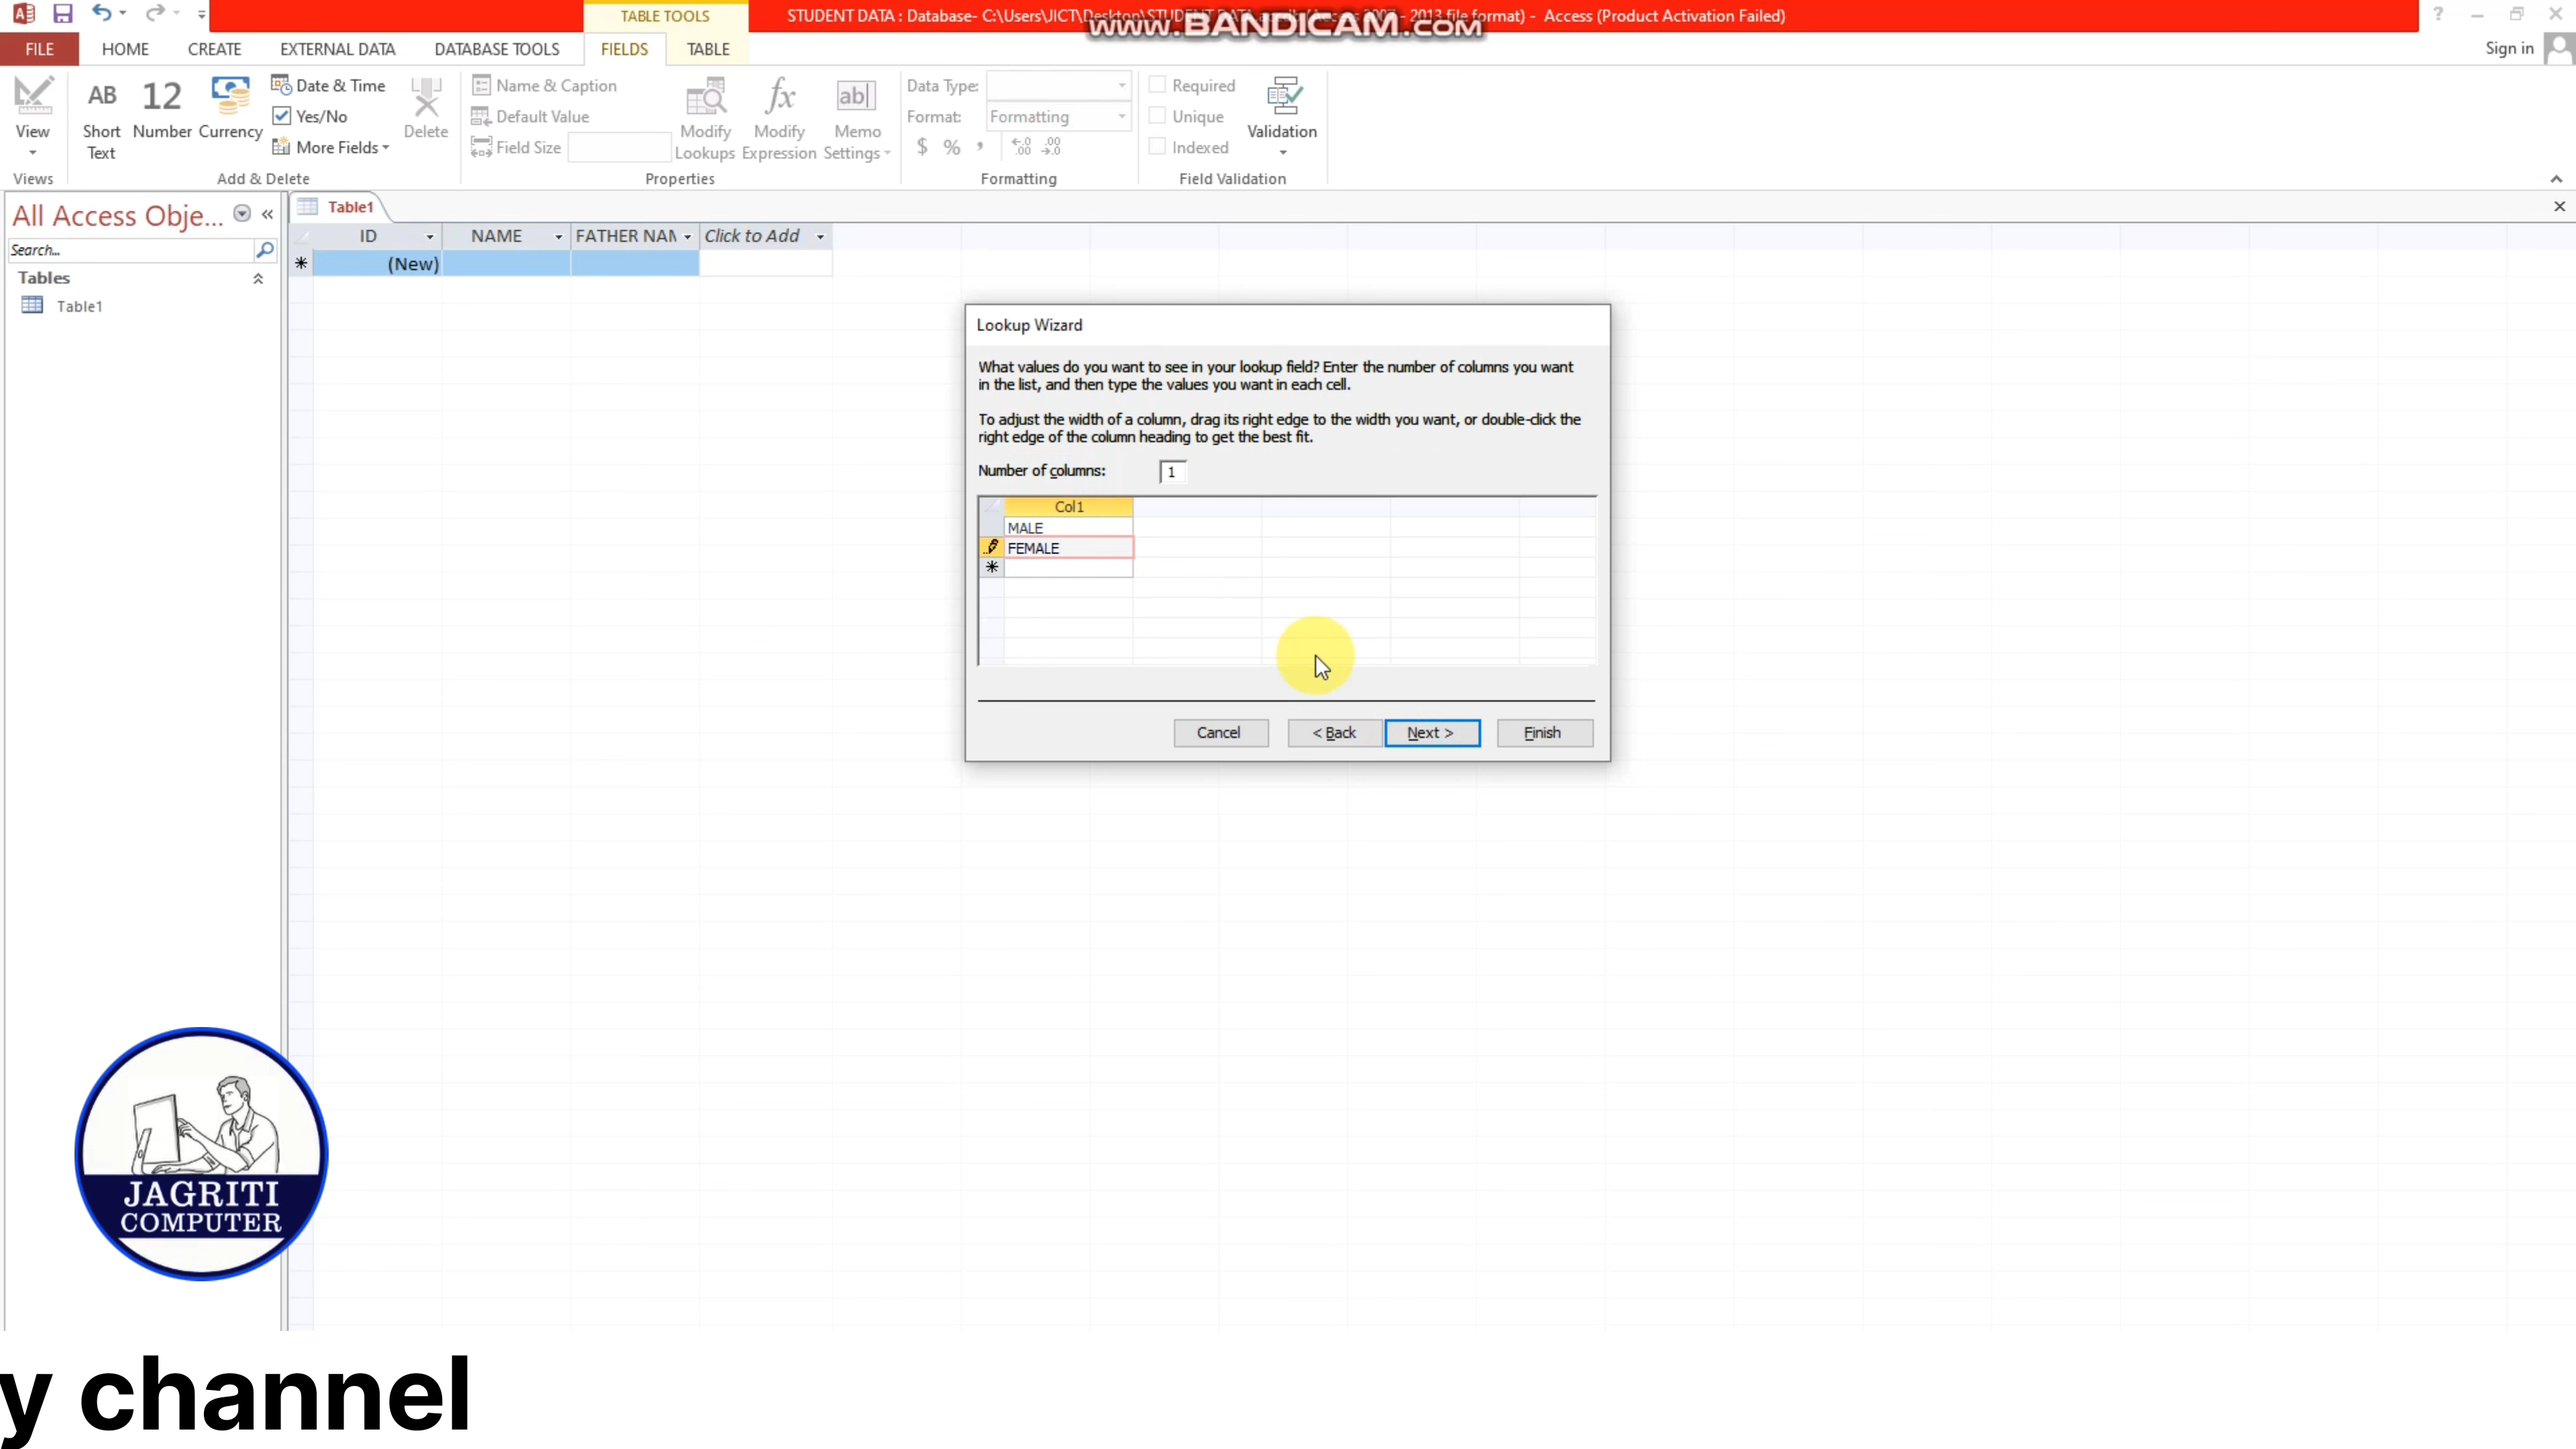 TABLE TOOLS
STUDENT DATA : Database- C:\Users\JICT\Desktop\STUDENT 2013 file format) - Access (Product Activation Failed)
www.BANDICAM.com
FILE HOME CREATE EXTERNAL DATA DATABASE TOOLS FIELDS TABLE Sign in
View
Views
AB Short Text
12 Number
Currency
Date & Time
Yes/No
More Fields
Delete
Add & Delete
Name & Caption
Default Value
Field Size
Modify Lookups
fx Modify Expression
ab| Memo Settings
Properties
Data Type:
Format: Formatting
$ % ,
Formatting
Required
Unique
Indexed
Validation
Field Validation
All Access Obje...
Search...
Tables
Table1
Table1
ID NAME FATHER NAM Click to Add
(New)
Lookup Wizard
What values do you want to see in your lookup field? Enter the number of columns you want
in the list, and then type the values you want in each cell.
To adjust the width of a column, drag its right edge to the width you want, or double-click the
right edge of the column heading to get the best fit.
Number of columns: 1
Col1
MALE
FEMALE
Cancel < Back Next > Finish
JAGRITI
COMPUTER
y channel